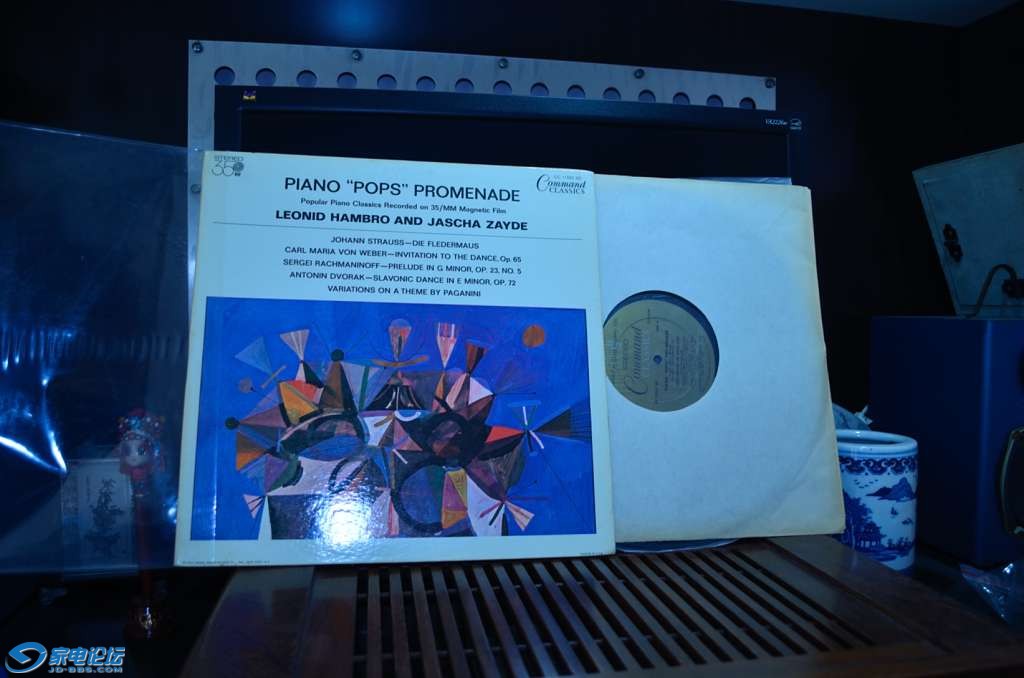 STEREO
35
Command
CLASSICS
PIANO "POPS" PROMENADE
Popular Piano Classics Recorded on 35/MM Magnetic Film
LEONID HAMBRO AND JASCHA ZAYDE
JOHANN STRAUSS—DIE FLEDERMAUS
CARL MARIA VON WEBER—INVITATION TO THE DANCE, Op. 65
SERGEI RACHMANINOFF—PRELUDE IN G MINOR, OP. 23, NO. 5
ANTONIN DVORAK—SLAVONIC DANCE IN E MINOR, OP. 72
VARIATIONS ON A THEME BY PAGANINI
Command
家电论坛
JD-BBS.COM